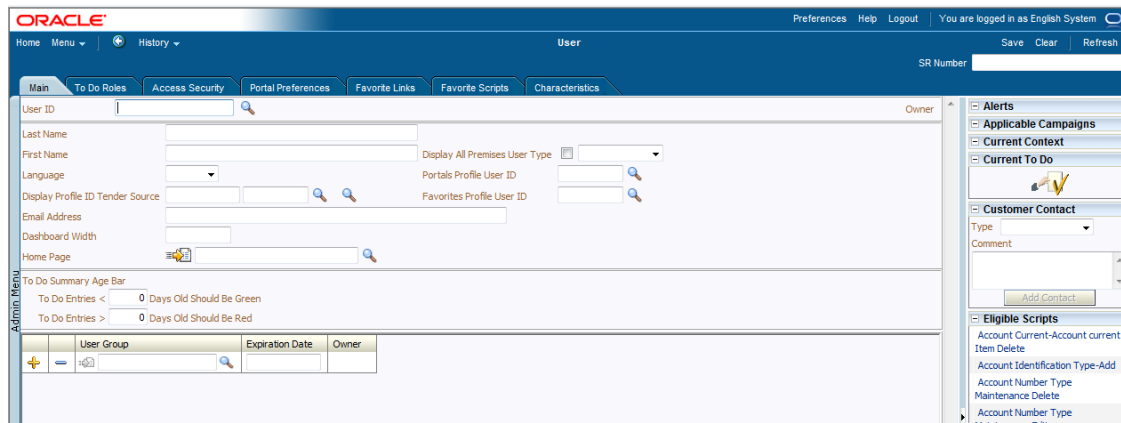 ORACLE
Preferences Help Logout You are logged in as English System
Home Menu History User Save Clear Refresh
SR Number
Main To Do Roles Access Security Portal Preferences Favorite Links Favorite Scripts Characteristics
User ID Owner
Last Name
First Name Display All Premises User Type
Language Portals Profile User ID
Display Profile ID Tender Source Favorites Profile User ID
Email Address
Dashboard Width
Home Page
To Do Summary Age Bar
To Do Entries < 0 Days Old Should Be Green
To Do Entries > 0 Days Old Should Be Red
User Group Expiration Date Owner
Admin Menu
Alerts
Applicable Campaigns
Current Context
Current To Do
Customer Contact
Type
Comment
Add Contact
Eligible Scripts
Account Current-Account current
Item Delete
Account Identification Type-Add
Account Number Type
Maintenance Delete
Account Number Type